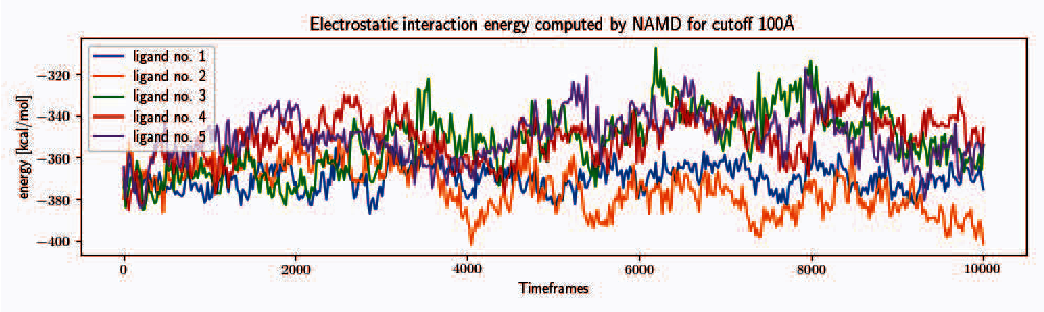 Electrostatic interaction energy computed by NAMD for cutoff 100Å
energy [kcal/mol]
−320
−340
−360
−380
−400
ligand no. 1
ligand no. 2
ligand no. 3
ligand no. 4
ligand no. 5
0 2000 4000 6000 8000 10000
Timeframes